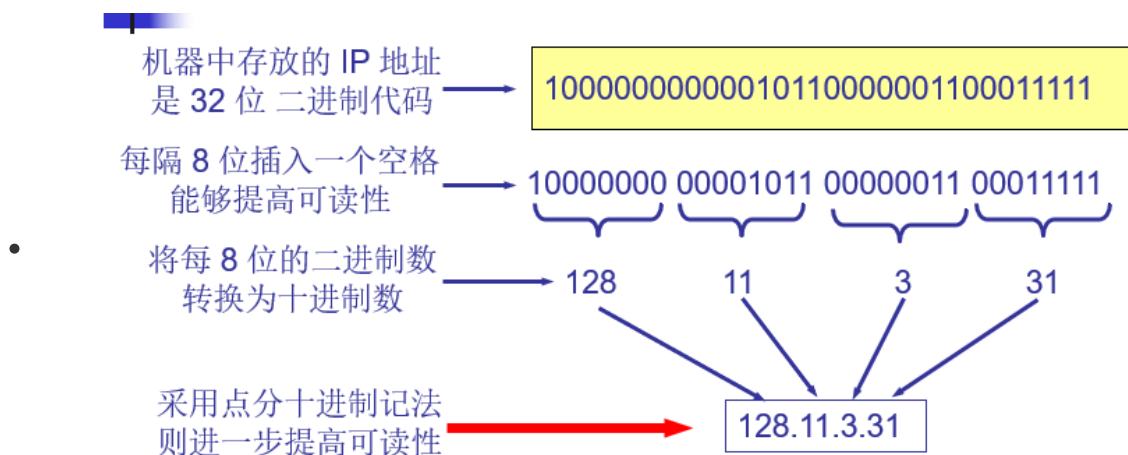 机器中存放的 IP 地址
是 32 位 二进制代码
10000000000010110000001100011111
每隔 8 位插入一个空格
能够提高可读性
10000000 00001011 00000011 00011111
将每 8 位的二进制数
转换为十进制数
128 11 3 31
采用点分十进制记法
则进一步提高可读性
128.11.3.31